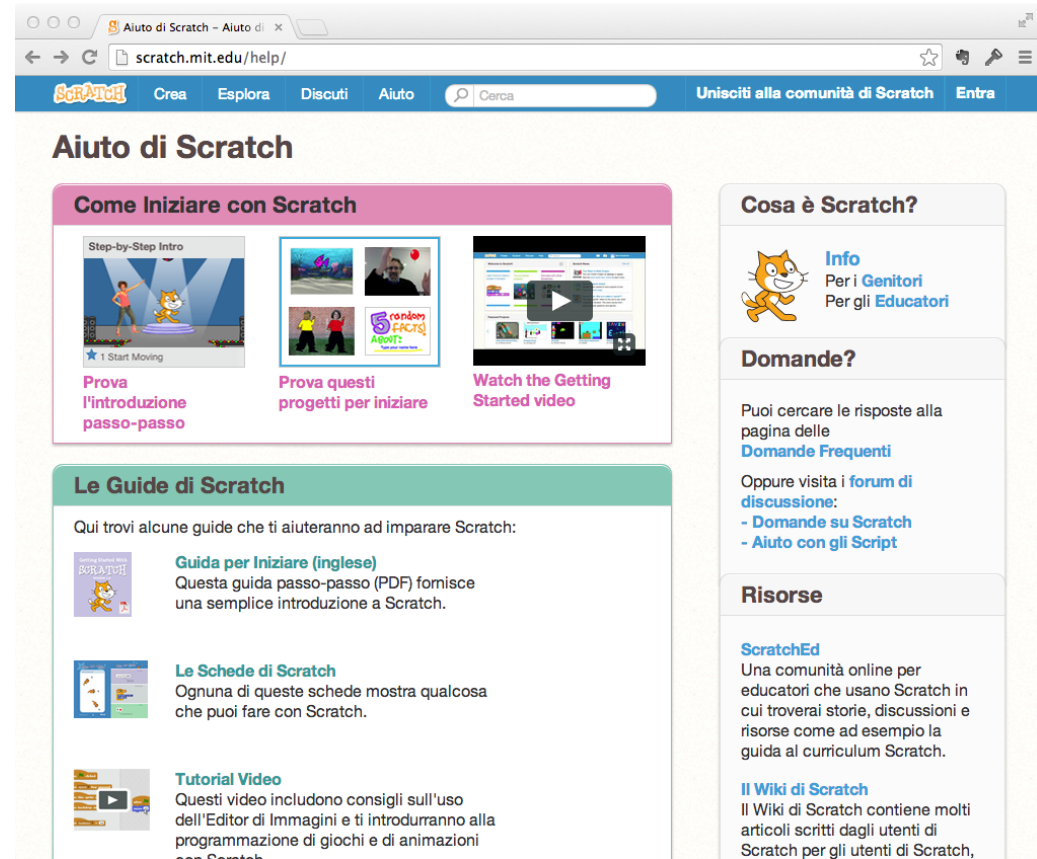 Aiuto di Scratch – Aiuto di
scratch.mit.edu/help/
SCRATCH Crea Esplora Discuti Aiuto Cerca Unisciti alla comunità di Scratch Entra
Aiuto di Scratch
Come Iniziare con Scratch
Step-by-Step Intro
1 Start Moving
Prova
l'introduzione
passo-passo
5 random
FACTS!
ABOUT:
Type your name here
Prova questi
progetti per iniziare
Watch the Getting
Started video
Le Guide di Scratch
Qui trovi alcune guide che ti aiuteranno ad imparare Scratch:
Getting Started With
SCRATCH
Guida per Iniziare (inglese)
Questa guida passo-passo (PDF) fornisce
una semplice introduzione a Scratch.
Le Schede di Scratch
Ognuna di queste schede mostra qualcosa
che puoi fare con Scratch.
Tutorial Video
Questi video includono consigli sull'uso
dell'Editor di Immagini e ti introdurranno alla
programmazione di giochi e di animazioni
con Scratch
Cosa è Scratch?
Info
Per i Genitori
Per gli Educatori
Domande?
Puoi cercare le risposte alla
pagina delle
Domande Frequenti
Oppure visita i forum di
discussione:
- Domande su Scratch
- Aiuto con gli Script
Risorse
ScratchEd
Una comunità online per
educatori che usano Scratch in
cui troverai storie, discussioni e
risorse come ad esempio la
guida al curriculum Scratch.
Il Wiki di Scratch
Il Wiki di Scratch contiene molti
articoli scritti dagli utenti di
Scratch per gli utenti di Scratch,